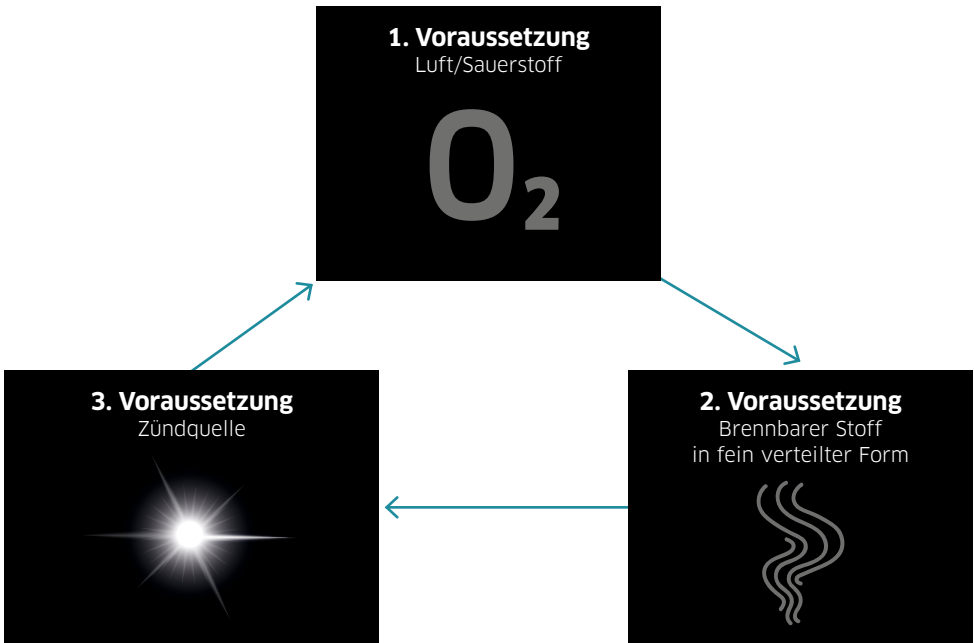 1. Voraussetzung
Luft/Sauerstoff
O₂
3. Voraussetzung
Zündquelle
2. Voraussetzung
Brennbarer Stoff
in fein verteilter Form